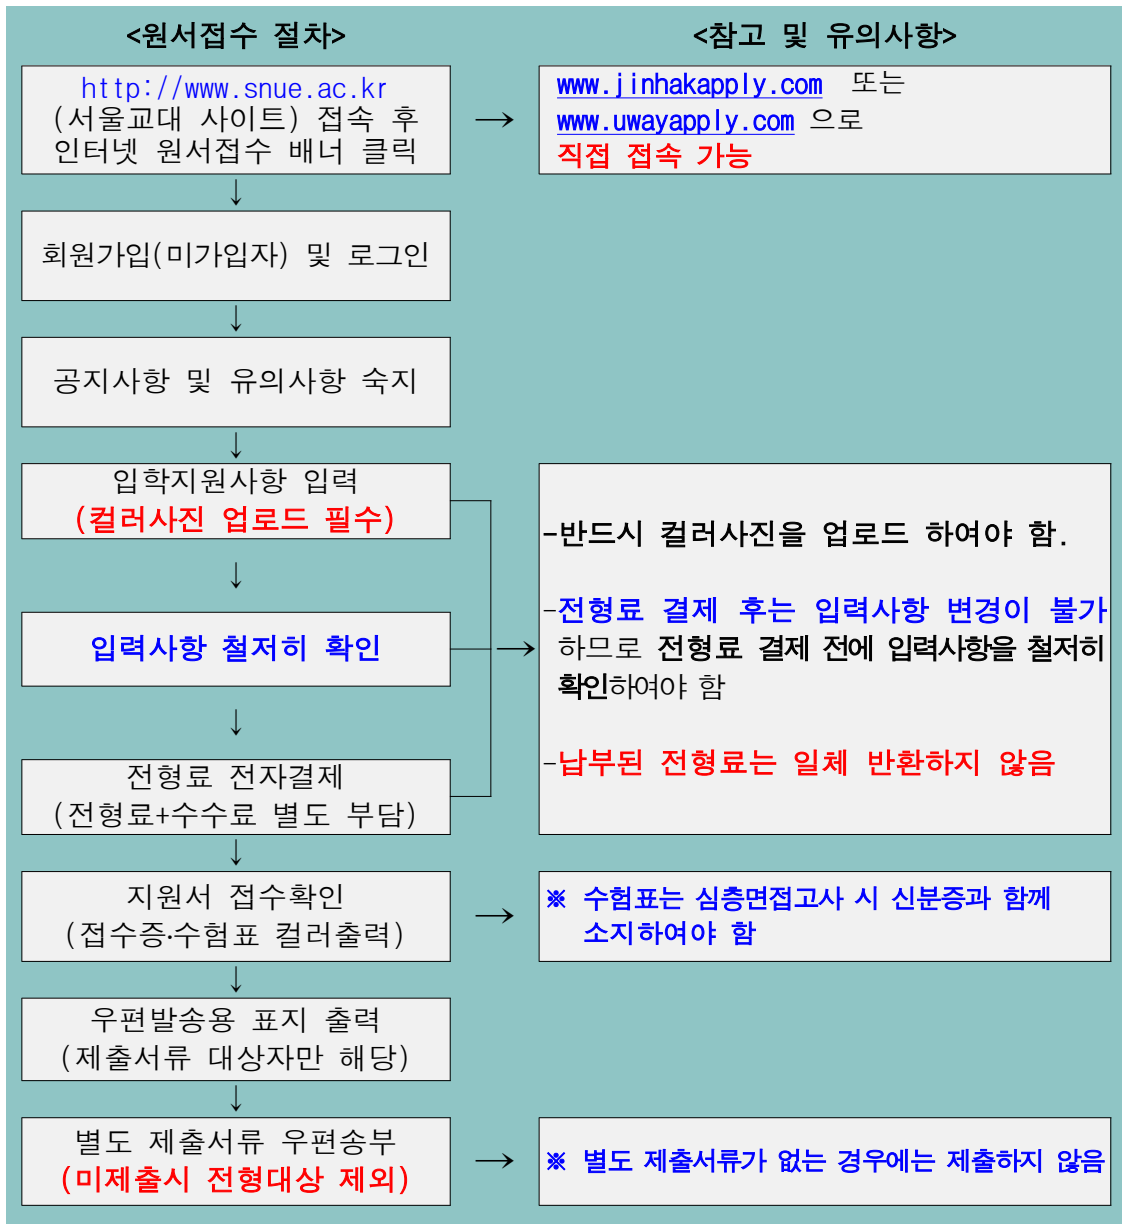 <원서접수 절차>
<참고 및 유의사항>
http://www.snue.ac.kr
(서울교대 사이트) 접속 후
인터넷 원서접수 배너 클릭
→
www.jinhakapply.com 또는
www.uwayapply.com 으로
직접 접속 가능
↓
회원가입(미가입자) 및 로그인
↓
공지사항 및 유의사항 숙지
↓
입학지원사항 입력
(컬러사진 업로드 필수)
↓
입력사항 철저히 확인
↓
전형료 전자결제
(전형료+수수료 별도 부담)
→
-반드시 컬러사진을 업로드 하여야 함.
-전형료 결제 후는 입력사항 변경이 불가
하므로 전형료 결제 전에 입력사항을 철저히
확인하여야 함
-납부된 전형료는 일체 반환하지 않음
↓
지원서 접수확인
(접수증·수험표 컬러출력)
→
※ 수험표는 심층면접고사 시 신분증과 함께
소지하여야 함
↓
우편발송용 표지 출력
(제출서류 대상자만 해당)
↓
별도 제출서류 우편송부
(미제출시 전형대상 제외)
→
※ 별도 제출서류가 없는 경우에는 제출하지 않음